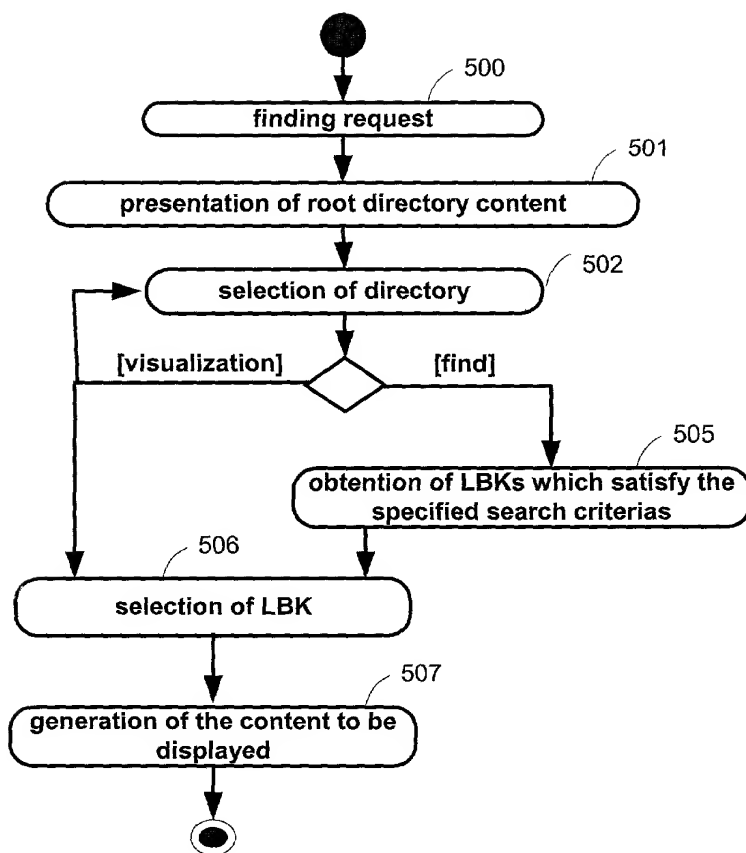 500
finding request
501
presentation of root directory content
502
selection of directory
[visualization]
[find]
505
obtention of LBKs which satisfy the
specified search criterias
506
selection of LBK
507
generation of the content to be
displayed